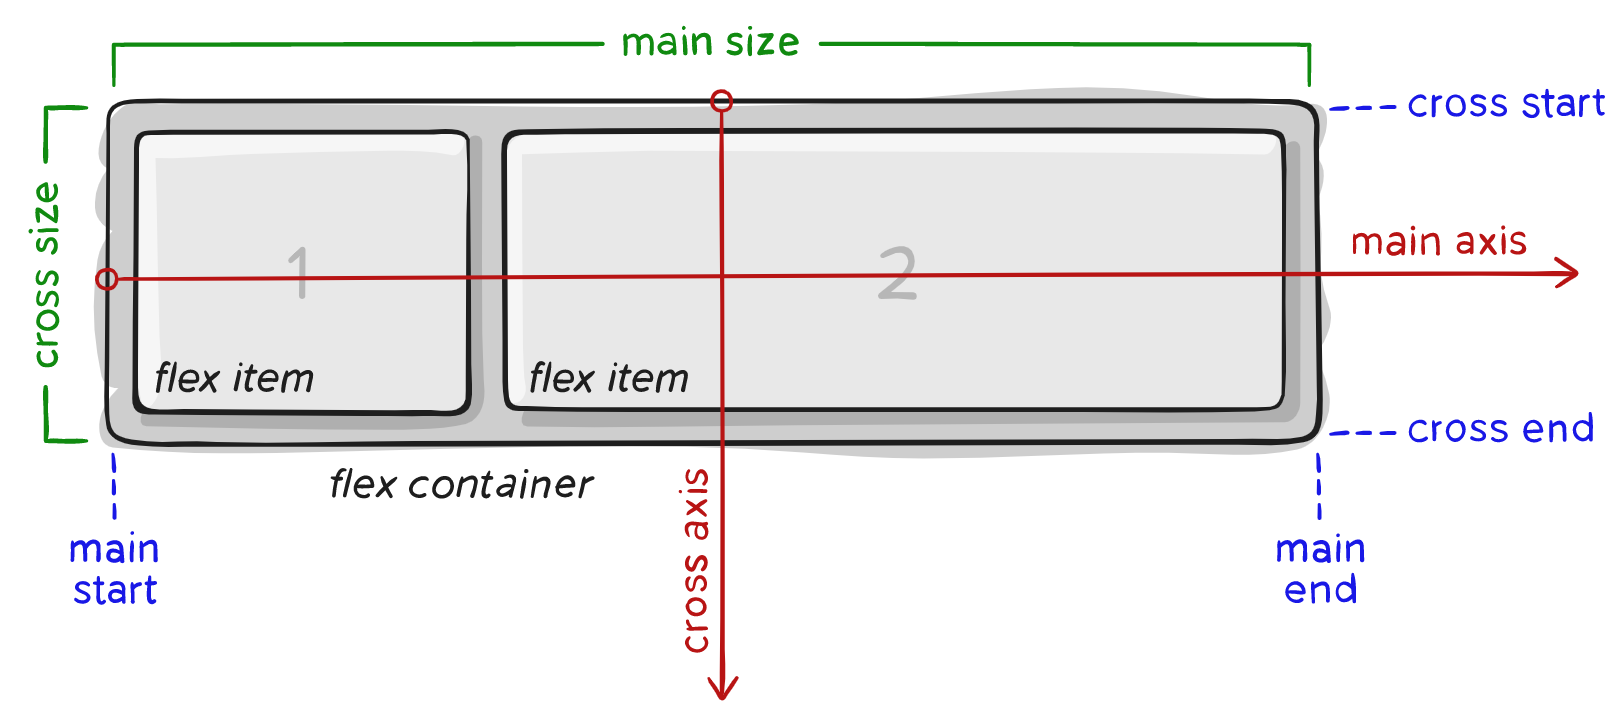 main size
cross start
cross size
main axis
1
2
flex item
flex item
cross end
flex container
cross axis
main
start
main
end